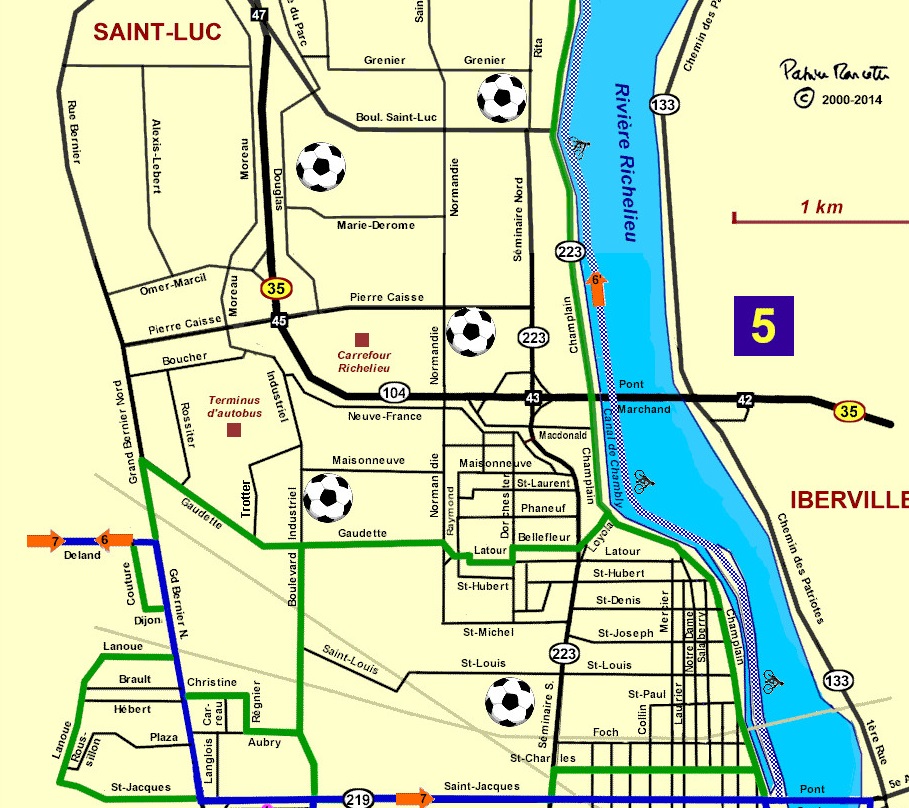 47
e du Parc
Sain
Rita
Chemin des Pa
SAINT-LUC
Grenier
Grenier
Patrice Marcotte
© 2000-2014
133
Rue Bernier
Alexis-Lebert
Moreau
Boul. Saint-Luc
Rivière Richelieu
Douglas
Normandie
Séminaire Nord
1 km
Marie-Derome
223
Omer-Marcil
Moreau
35
6
Pierre Caisse
Pierre Caisse
45
Champlain
5
223
Normandie
Carrefour
Richelieu
Boucher
Grand Bernier Nord
Rossiter
Industriel
104
Pont
Marchand
43
42
35
Terminus
d'autobus
Neuve-France
Canal de Chambly
Macdonald
Maisonneuve
Maisonneuve
Champlain
Normandie
Trotter
St-Laurent
Dorchester
Raymond
Phaneuf
IBERVILLE
Gaudette
Gaudette
Boulevard Industriel
Bellefleur
Loyola
Latour
Latour
Chemin des Patriotes
7
6
Deland
Couture
Gd Bernier N.
St-Hubert
St-Hubert
Mercier
St-Denis
Dijon
St-Michel
St-Joseph
Notre Dame
Salaberry
Champlain
223
Lanoue
Saint-Louis
St-Louis
St-Louis
133
Brault
Christine
Régnier
Séminaire S.
St-Paul
Laurier
Collin
Hébert
Car-
reau
1ère Rue
Lanoue
Rous-
sillon
Plaza
Langlois
Aubry
Foch
St-Charles
St-Jacques
219
7
Saint-Jacques
Pont
5e A